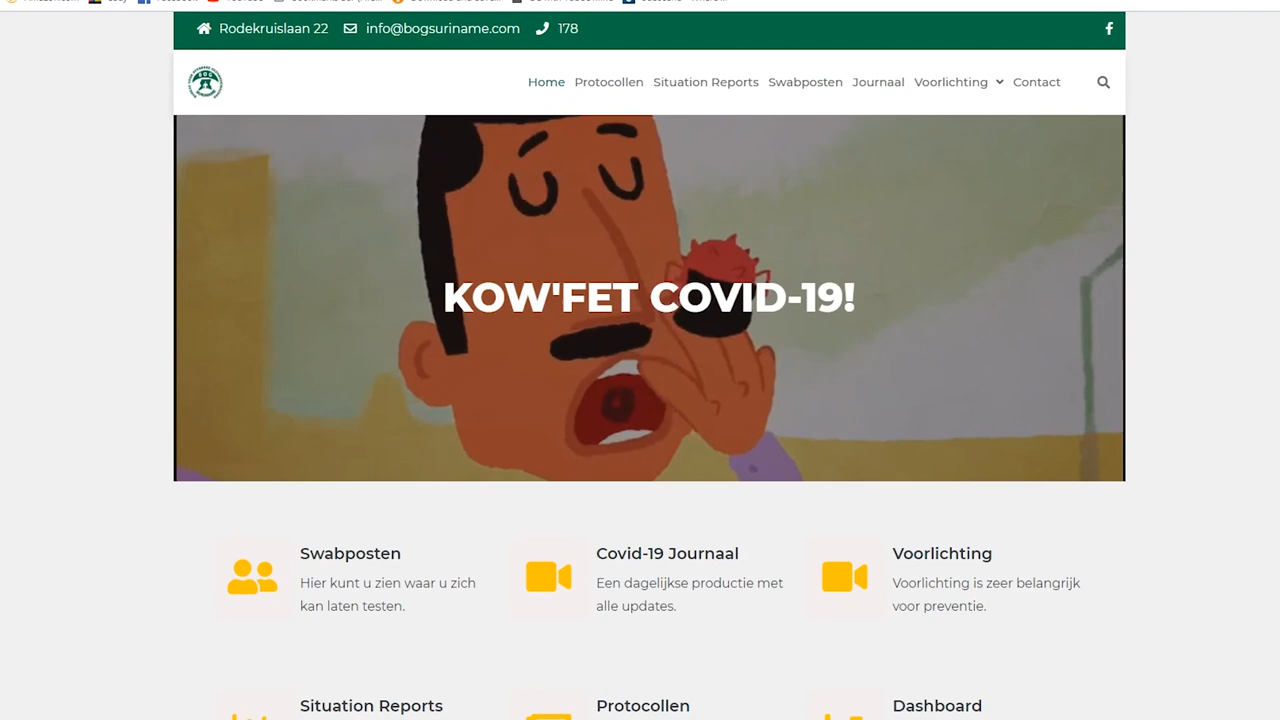 Rodekruislaan 22 info@bogsuriname.com 178
BOG
Home Protocollen Situation Reports Swabposten Journaal Voorlichting Contact
KOW'FET COVID-19!
Swabposten Covid-19 Journaal Voorlichting
Hier kunt u zien waar u zich Een dagelijkse productie met Voorlichting is zeer belangrijk
kan laten testen. alle updates. voor preventie.
Situation Reports Protocollen Dashboard